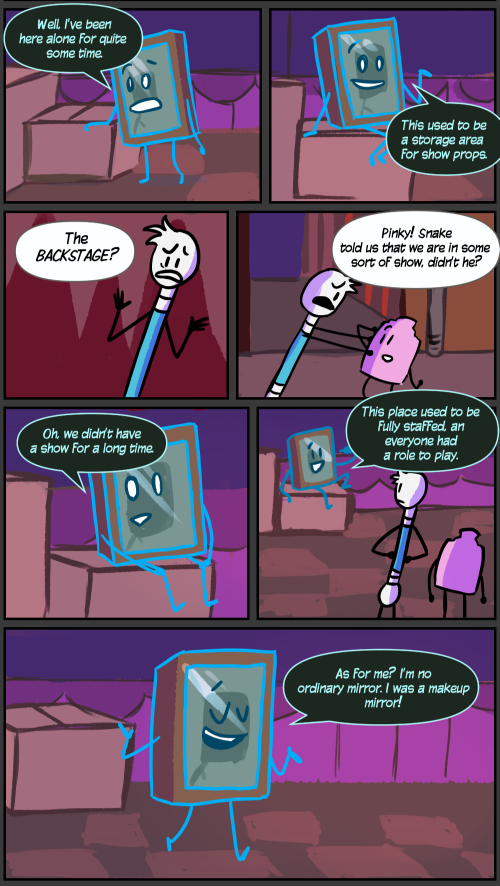 Well, I've been
here alone for quite
some time.
This used to be
a storage area
for show props.
The
BACKSTAGE?
Pinky! Snake
told us that we are in some
sort of show, didn't he?
Oh, we didn't have
a show for a long time.
This place used to be
fully staffed, an
everyone had
a role to play.
As for me? I'm no
ordinary mirror. I was a makeup
mirror!